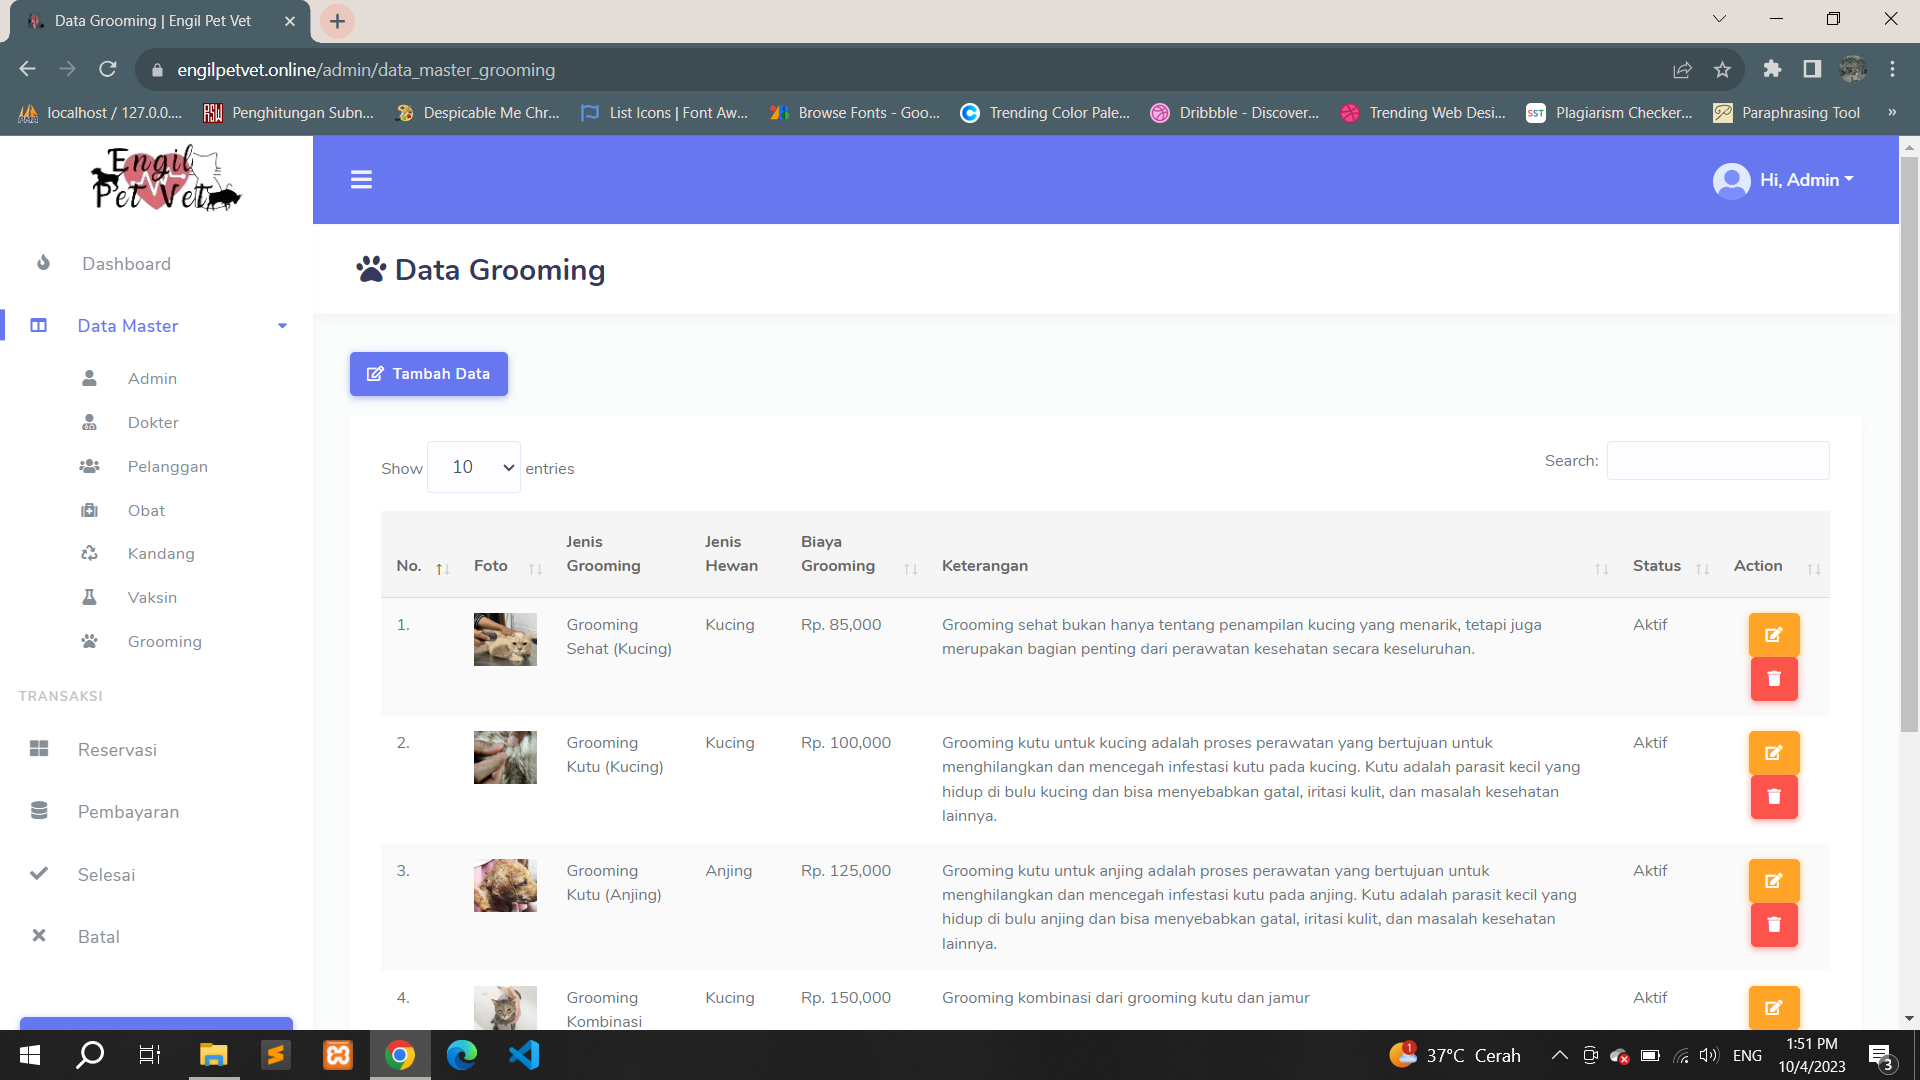 Data Grooming | Engil Pet Vet
engilpetvet.online/admin/data_master_grooming
localhost / 127.0.0.... Penghitungan Subn... Despicable Me Chr... List Icons | Font Aw... Browse Fonts - Goo... Trending Color Pale... Dribbble - Discover... Trending Web Desi... SST Plagiarism Checker... Paraphrasing Tool »
Engil
Pet Vet
Hi, Admin
Data Grooming
Dashboard
Data Master
Admin
Dokter
Pelanggan
Obat
Kandang
Vaksin
Grooming
TRANSAKSI
Reservasi
Pembayaran
Selesai
Batal
Tambah Data
Show 10 entries
Search:
No. Foto Jenis Grooming Jenis Hewan Biaya Grooming Keterangan Status Action
1. Grooming Sehat (Kucing) Kucing Rp. 85,000 Grooming sehat bukan hanya tentang penampilan kucing yang menarik, tetapi juga
merupakan bagian penting dari perawatan kesehatan secara keseluruhan. Aktif
2. Grooming Kutu (Kucing) Kucing Rp. 100,000 Grooming kutu untuk kucing adalah proses perawatan yang bertujuan untuk
menghilangkan dan mencegah infestasi kutu pada kucing. Kutu adalah parasit kecil yang
hidup di bulu kucing dan bisa menyebabkan gatal, iritasi kulit, dan masalah kesehatan
lainnya. Aktif
3. Grooming Kutu (Anjing) Anjing Rp. 125,000 Grooming kutu untuk anjing adalah proses perawatan yang bertujuan untuk
menghilangkan dan mencegah infestasi kutu pada anjing. Kutu adalah parasit kecil yang
hidup di bulu anjing dan bisa menyebabkan gatal, iritasi kulit, dan masalah kesehatan
lainnya. Aktif
4. Grooming Kombinasi Kucing Rp. 150,000 Grooming kombinasi dari grooming kutu dan jamur Aktif
1 37°C Cerah ENG 1:51 PM
10/4/2023 3